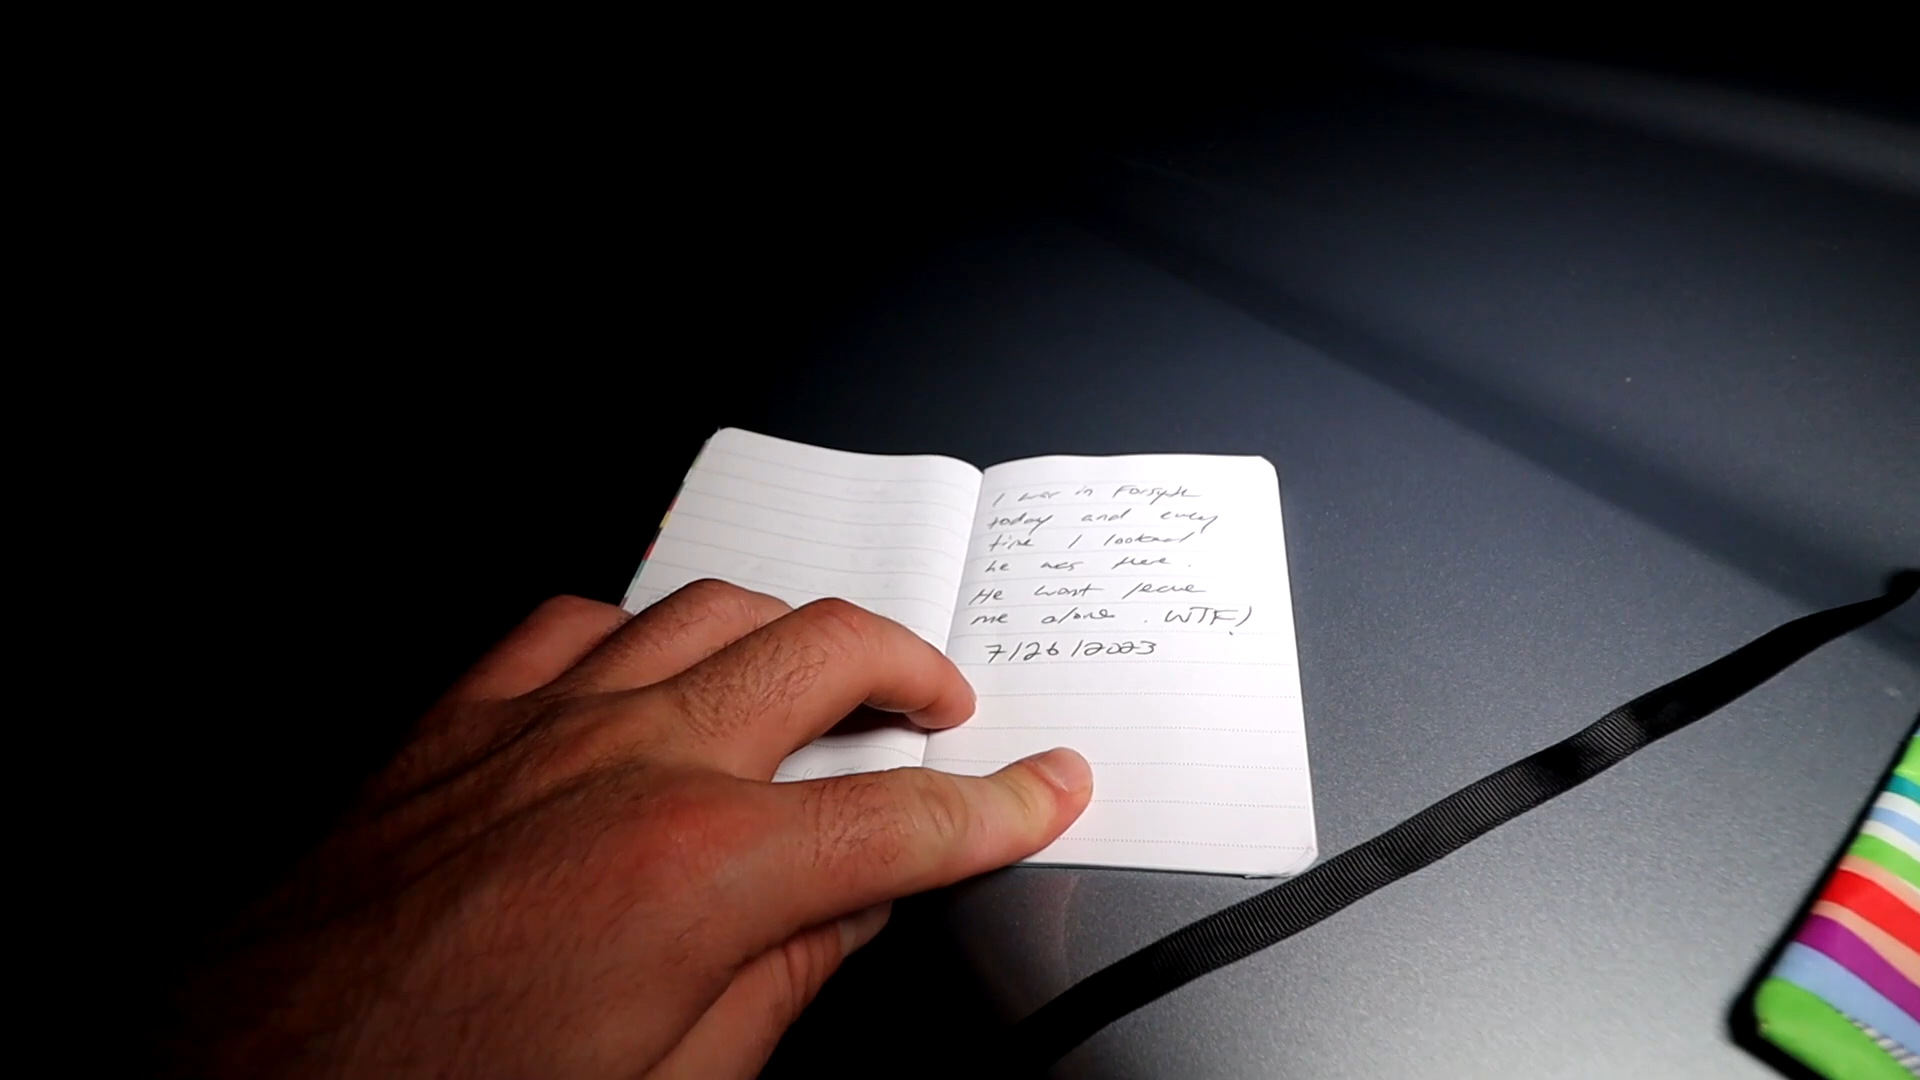 I was in Forsyth
today and every
time I looked
he was there.
He wont leave
me alone. WTF!
7/26/2023